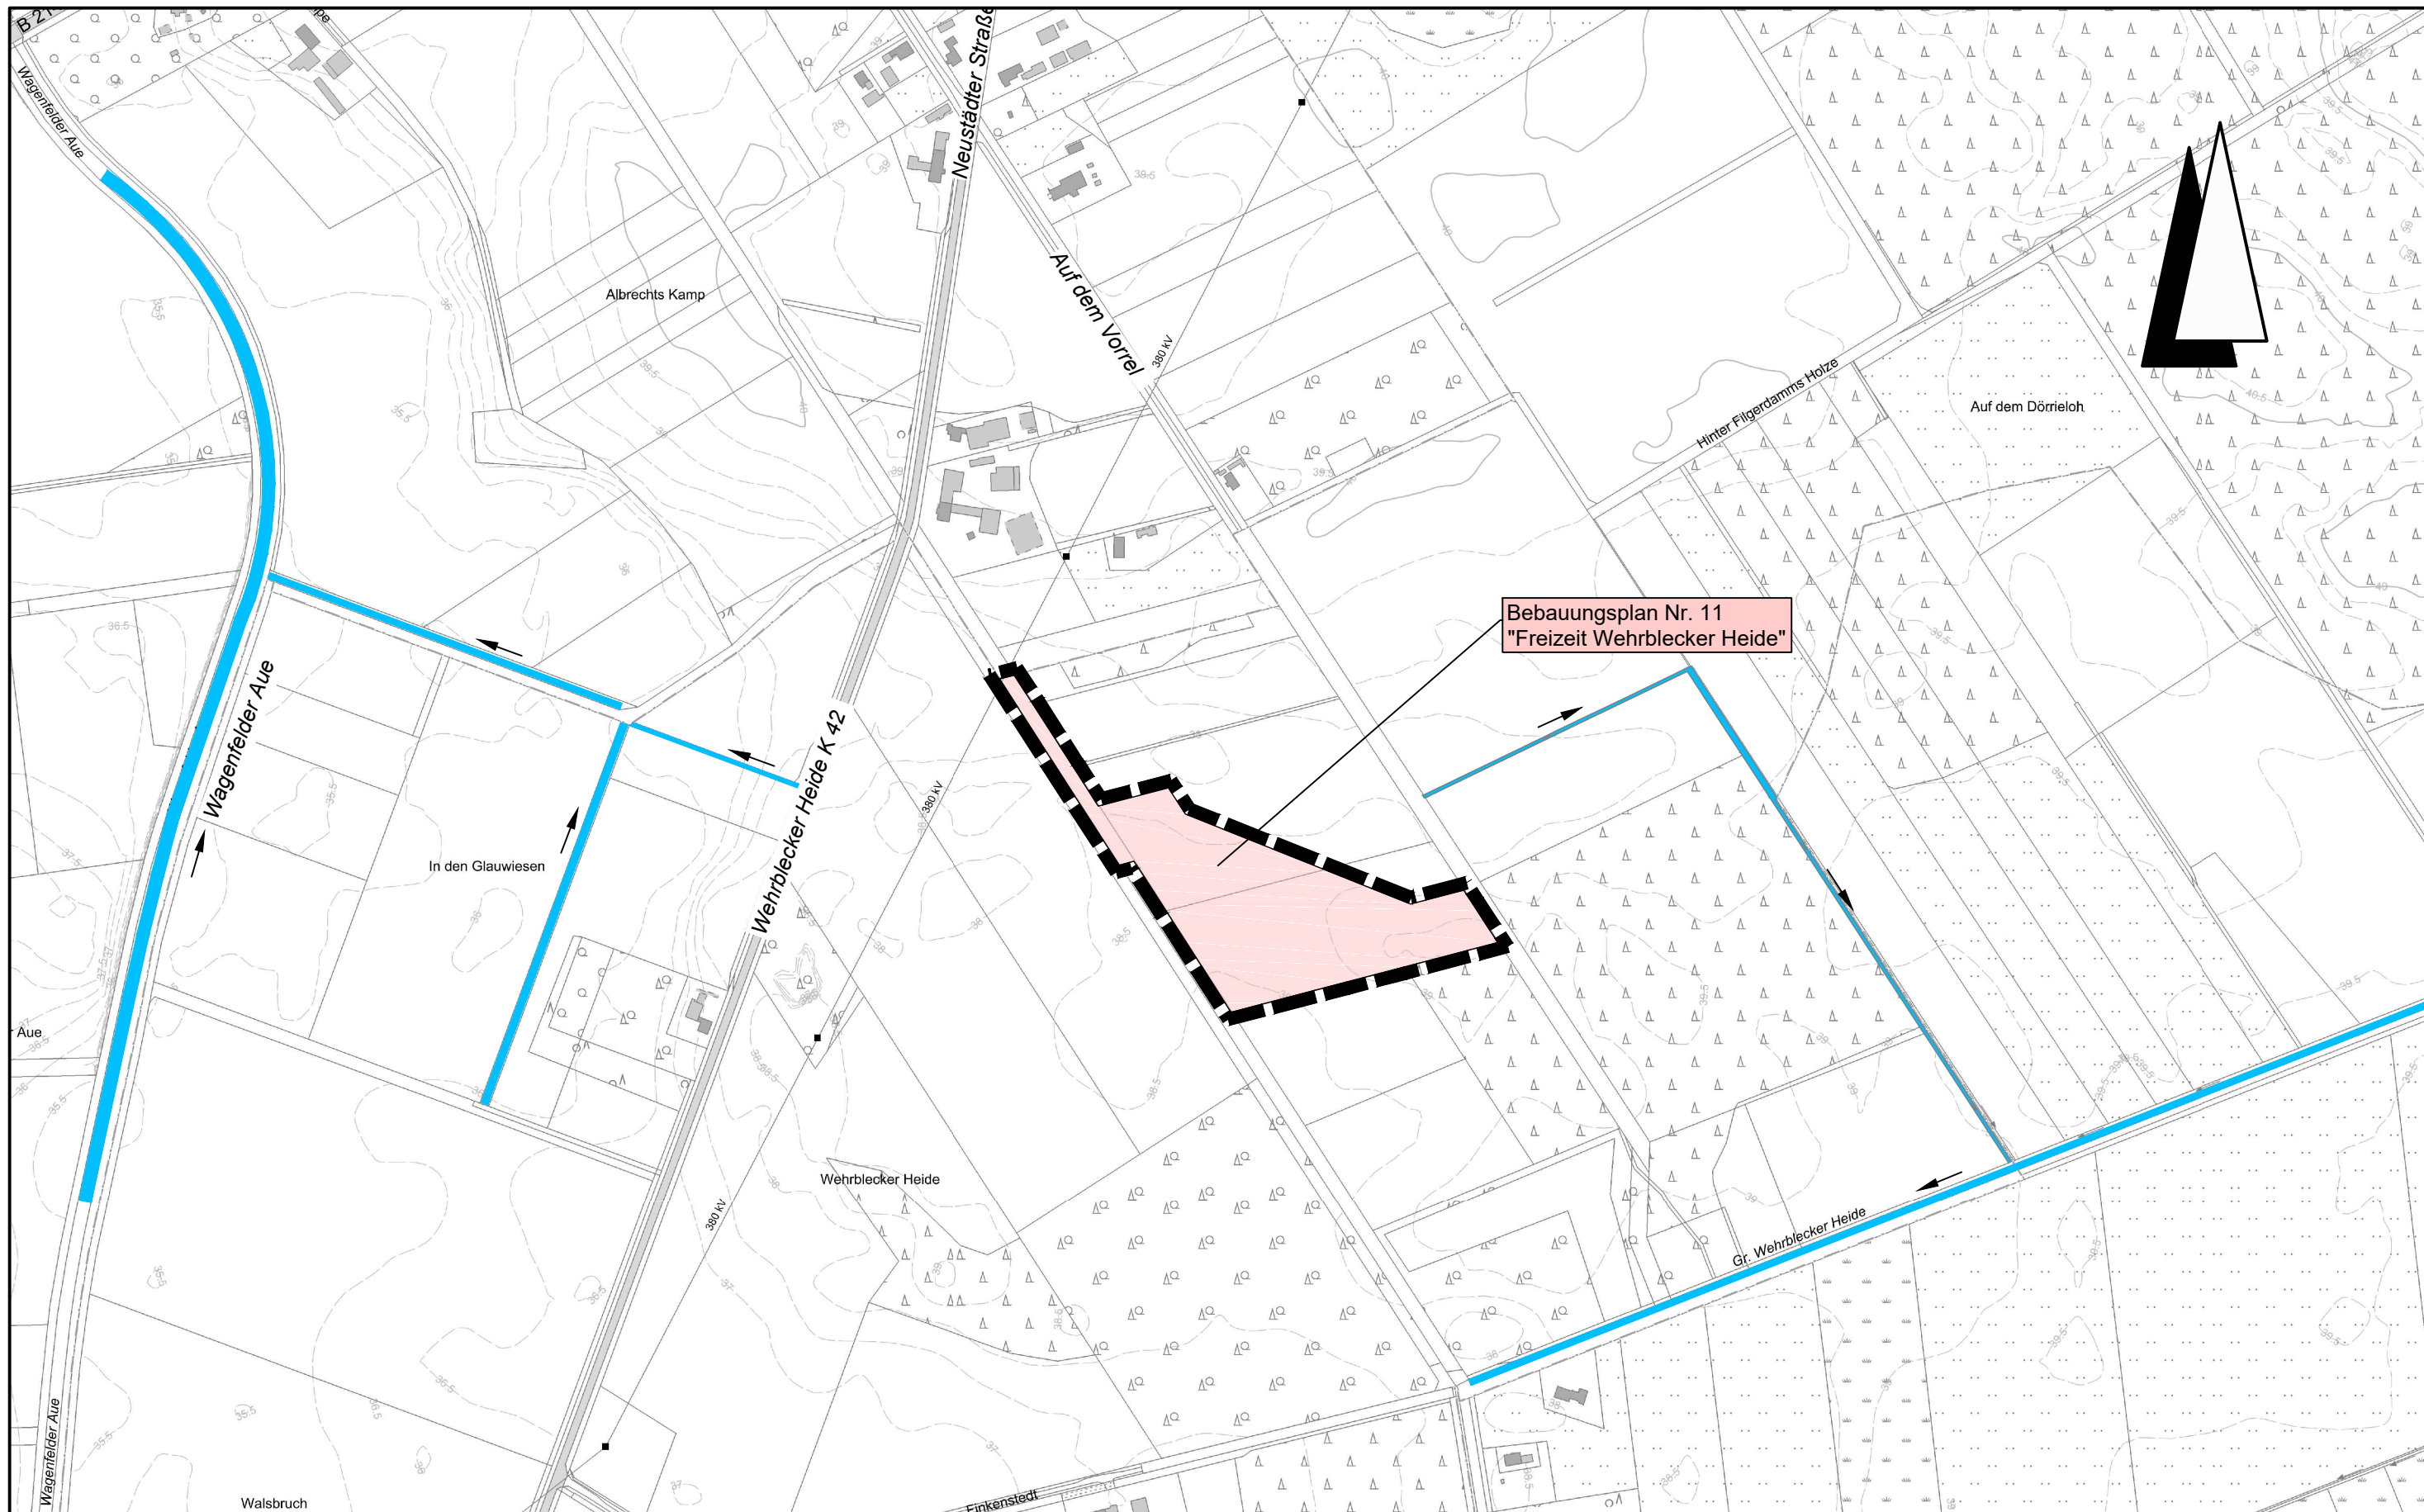 B 21
Wagenfelder Aue
Neustädter Straße
Albrechts Kamp
Auf dem Vorrel
380 kV
Hinter Filgerdamms Holze
Auf dem Dörrieloh
Bebauungsplan Nr. 11
"Freizeit Wehrblecker Heide"
Wagenfelder Aue
Wehrblecker Heide K 42
380 kV
In den Glauwiesen
Aue
Wehrblecker Heide
380 kV
Gr. Wehrblecker Heide
Wagenfelder Aue
Walsbruch
Finkenstedt